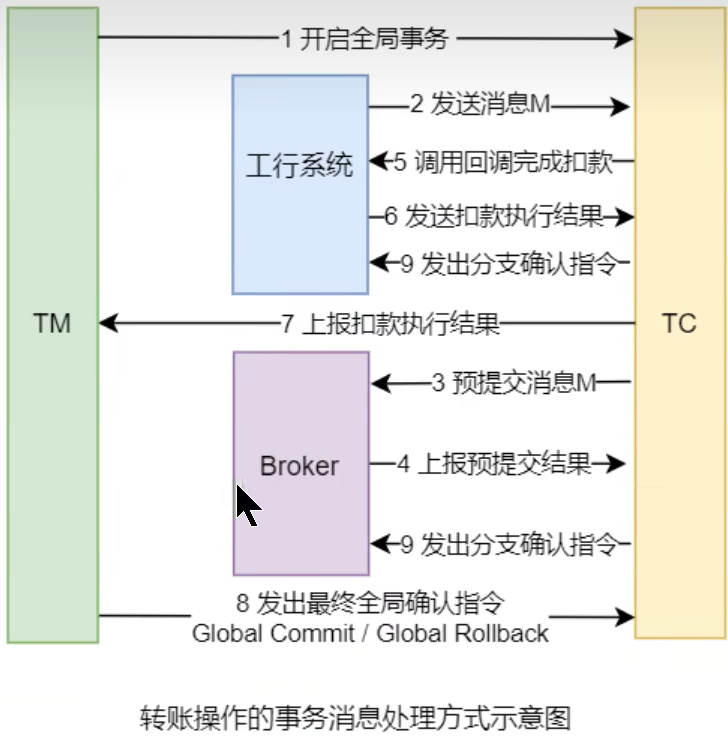 1 开启全局事务
2 发送消息M
工行系统
5 调用回调完成扣款
6 发送扣款执行结果
9 发出分支确认指令
TM
7 上报扣款执行结果
TC
3 预提交消息M
Broker
4 上报预提交结果
9 发出分支确认指令
8 发出最终全局确认指令
Global Commit / Global Rollback
转账操作的事务消息处理方式示意图